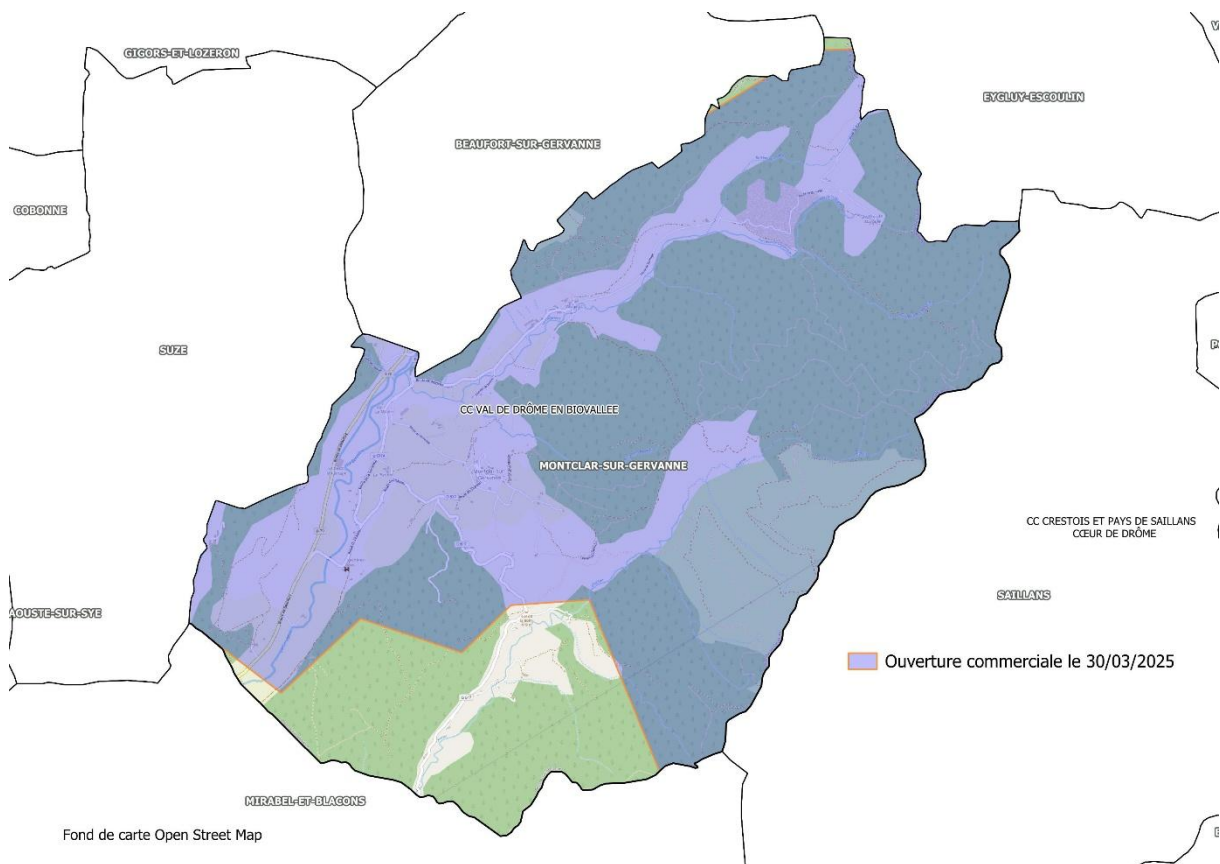 GIGORS-ET-LOZERON
EYGLUY-ESCOULIN
BEAUFORT-SUR-GERVANNE
COBONNE
SUZE
CC VAL DE DRÔME EN BIOVALLEE
MONTCLAR-SUR-GERVANNE
CC CRESTOIS ET PAYS DE SAILLANS
CŒUR DE DRÔME
SAILLANS
AOUSTE-SUR-SYE
Ouverture commerciale le 30/03/2025
MIRABEL-ET-BLACONS
Fond de carte Open Street Map